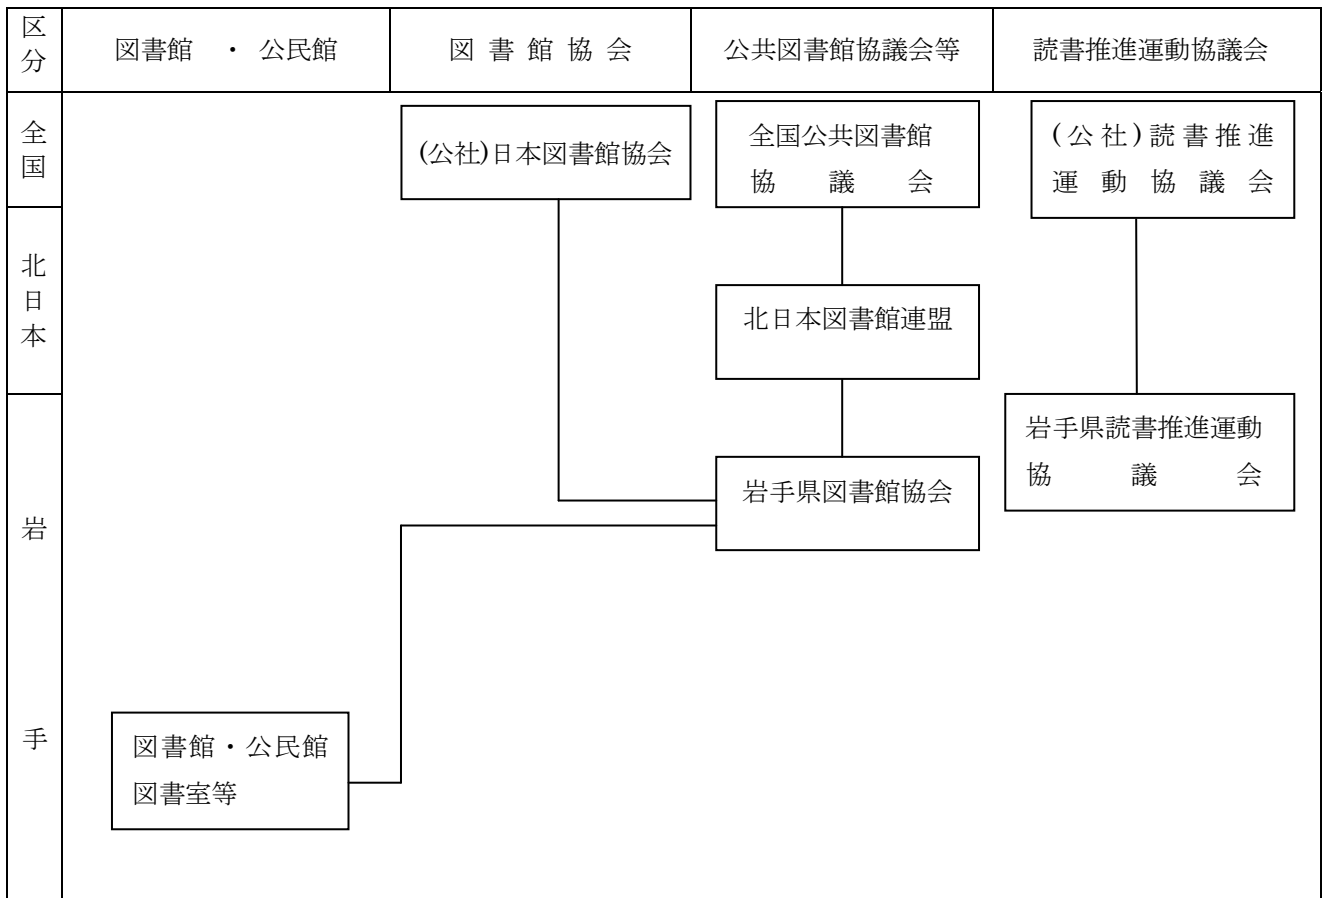 区分
図書館 ・ 公民館
図書館協会
公共図書館協議会等
読書推進運動協議会
全国
(公社)日本図書館協会
全国公共図書館
協議会
(公社)読書推進
運動協議会
北日本
北日本図書館連盟
岩手
岩手県図書館協会
岩手県読書推進運動
協議会
図書館・公民館
図書室等